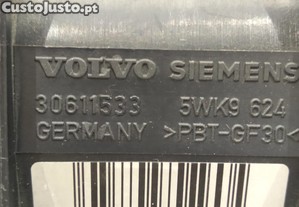 CustoJusto.pt
VOLVO SIEMENS
30611533 5WK9 624
GERMANY >PBT-GF30<